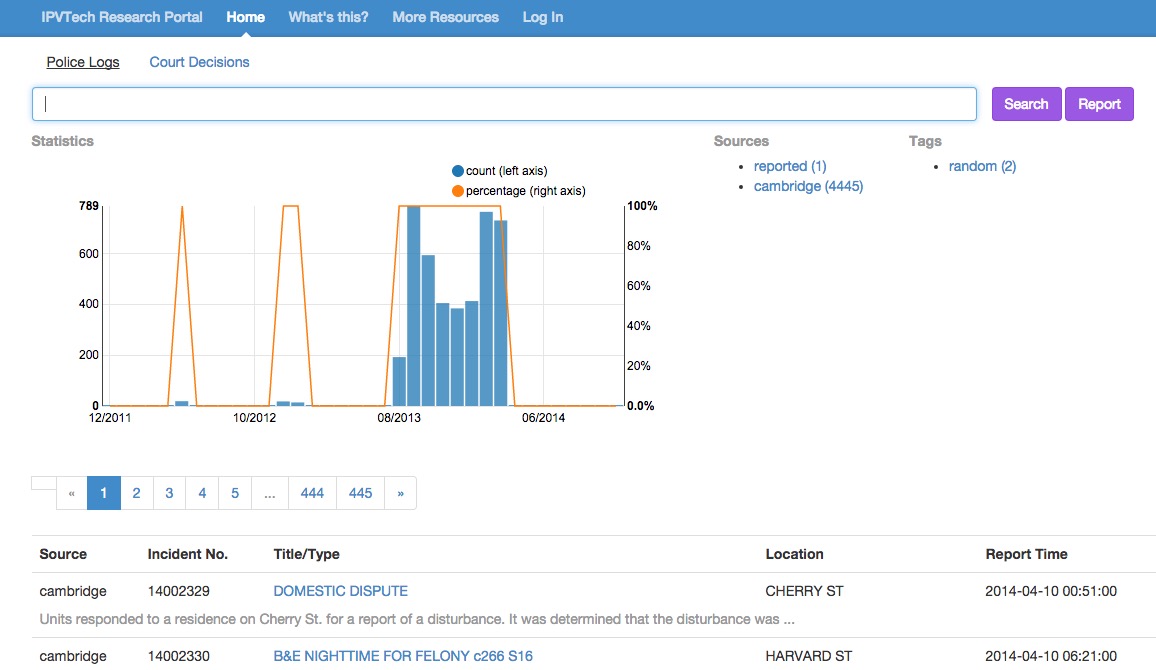 IPVTech Research Portal Home What's this? More Resources Log In
Police Logs Court Decisions
Search Report
Statistics Sources Tags
reported (1) random (2)
cambridge (4445)
count (left axis)
percentage (right axis)
789 100%
80%
600
60%
400
40%
200
20%
0 0.0%
12/2011 10/2012 08/2013 06/2014
« 1 2 3 4 5 ... 444 445 »
Source Incident No. Title/Type Location Report Time
cambridge 14002329 DOMESTIC DISPUTE CHERRY ST 2014-04-10 00:51:00
Units responded to a residence on Cherry St. for a report of a disturbance. It was determined that the disturbance was ...
cambridge 14002330 B&E NIGHTTIME FOR FELONY c266 S16 HARVARD ST 2014-04-10 06:21:00